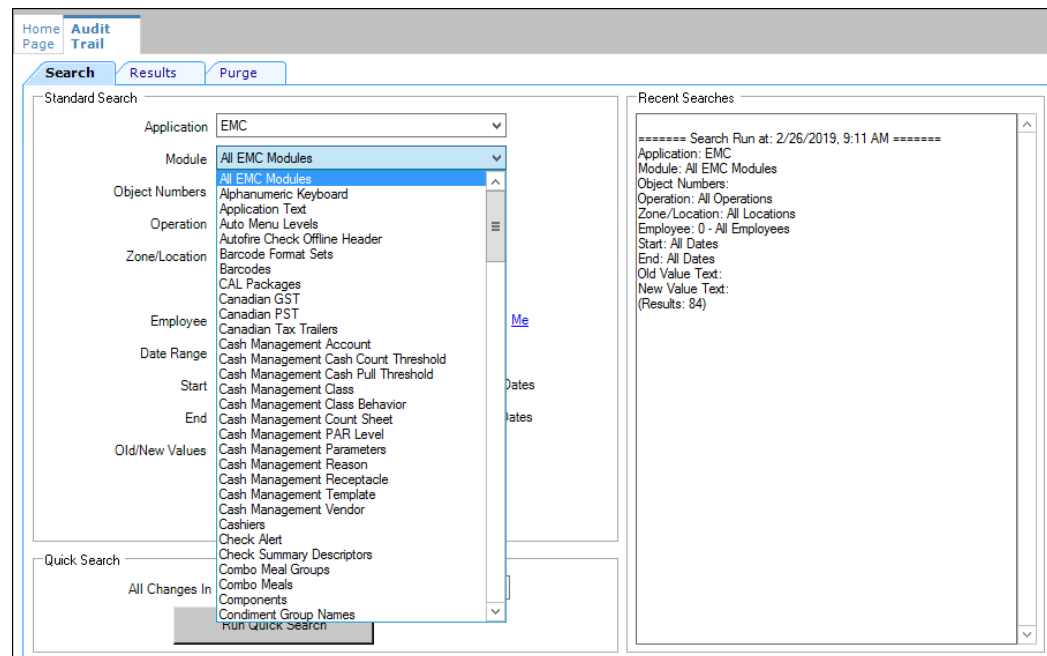 Home Page
Audit Trail
Search
Results
Purge
Standard Search
Application
EMC
Module
All EMC Modules
Object Numbers
Operation
Zone/Location
Employee
Me
Date Range
Start
Dates
End
Dates
Old/New Values
All EMC Modules
Alphanumeric Keyboard
Application Text
Auto Menu Levels
Autofire Check Offline Header
Barcode Format Sets
Barcodes
CAL Packages
Canadian GST
Canadian PST
Canadian Tax Trailers
Cash Management Account
Cash Management Cash Count Threshold
Cash Management Cash Pull Threshold
Cash Management Class
Cash Management Class Behavior
Cash Management Count Sheet
Cash Management PAR Level
Cash Management Parameters
Cash Management Reason
Cash Management Receptacle
Cash Management Template
Cash Management Vendor
Cashiers
Check Alert
Check Summary Descriptors
Combo Meal Groups
Combo Meals
Components
Condiment Group Names
Quick Search
All Changes In
Run Quick Search
Recent Searches
======= Search Run at: 2/26/2019, 9:11 AM =======
Application: EMC
Module: All EMC Modules
Object Numbers:
Operation: All Operations
Zone/Location: All Locations
Employee: 0 - All Employees
Start: All Dates
End: All Dates
Old Value Text:
New Value Text:
(Results: 84)